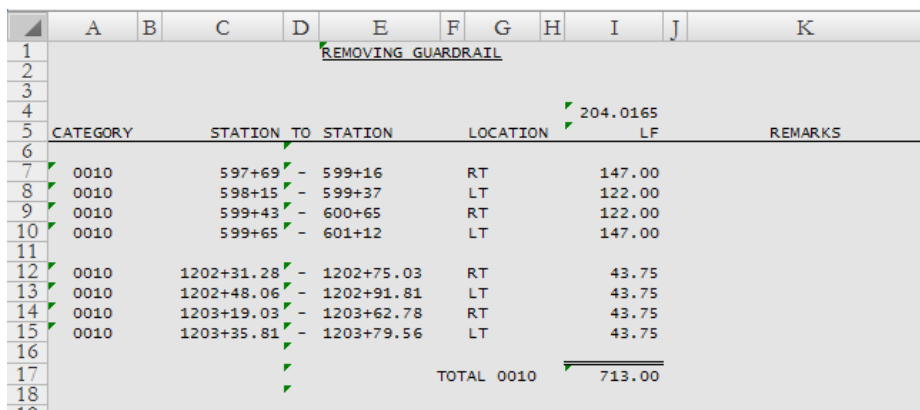 A B C D E F G H I J K
1 REMOVING GUARDRAIL
2
3
4 204.0165
5 CATEGORY STATION TO STATION LOCATION LF REMARKS
6
7 0010 597+69 - 599+16 RT 147.00
8 0010 598+15 - 599+37 LT 122.00
9 0010 599+43 - 600+65 RT 122.00
10 0010 599+65 - 601+12 LT 147.00
11
12 0010 1202+31.28 - 1202+75.03 RT 43.75
13 0010 1202+48.06 - 1202+91.81 LT 43.75
14 0010 1203+19.03 - 1203+62.78 RT 43.75
15 0010 1203+35.81 - 1203+79.56 LT 43.75
16
17 TOTAL 0010 713.00
18